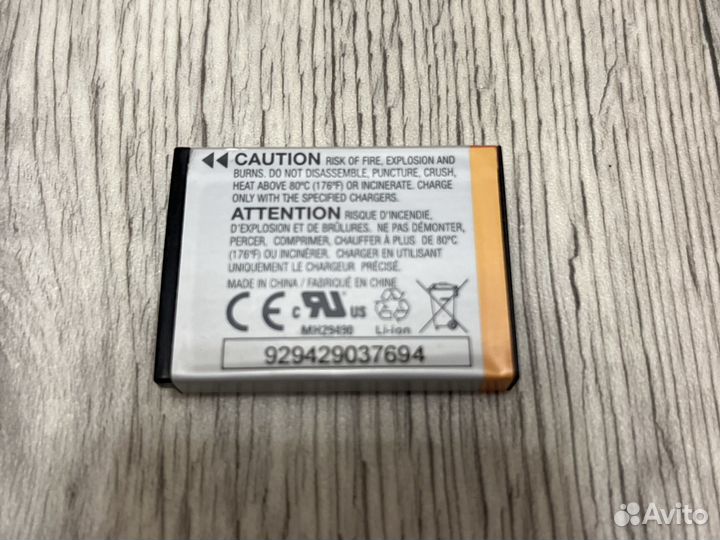 CAUTION RISK OF FIRE, EXPLOSION AND
BURNS. DO NOT DISASSEMBLE, PUNCTURE, CRUSH,
HEAT ABOVE 80°C (176°F) OR INCINERATE. CHARGE
ONLY WITH THE SPECIFIED CHARGERS.
ATTENTION RISQUE D'INCENDIE,
D'EXPLOSION ET DE BRÛLURES. NE PAS DÉMONTER,
PERCER, COMPRIMER, CHAUFFER À PLUS DE 80°C
(176°F) OU INCINÉRER. CHARGER EN UTILISANT
UNIQUEMENT LE CHARGEUR PRÉCISÉ.
MADE IN CHINA / FABRIQUÉ EN CHINE
CE c RU US
MH29490 Li-ion
929429037694
Avito